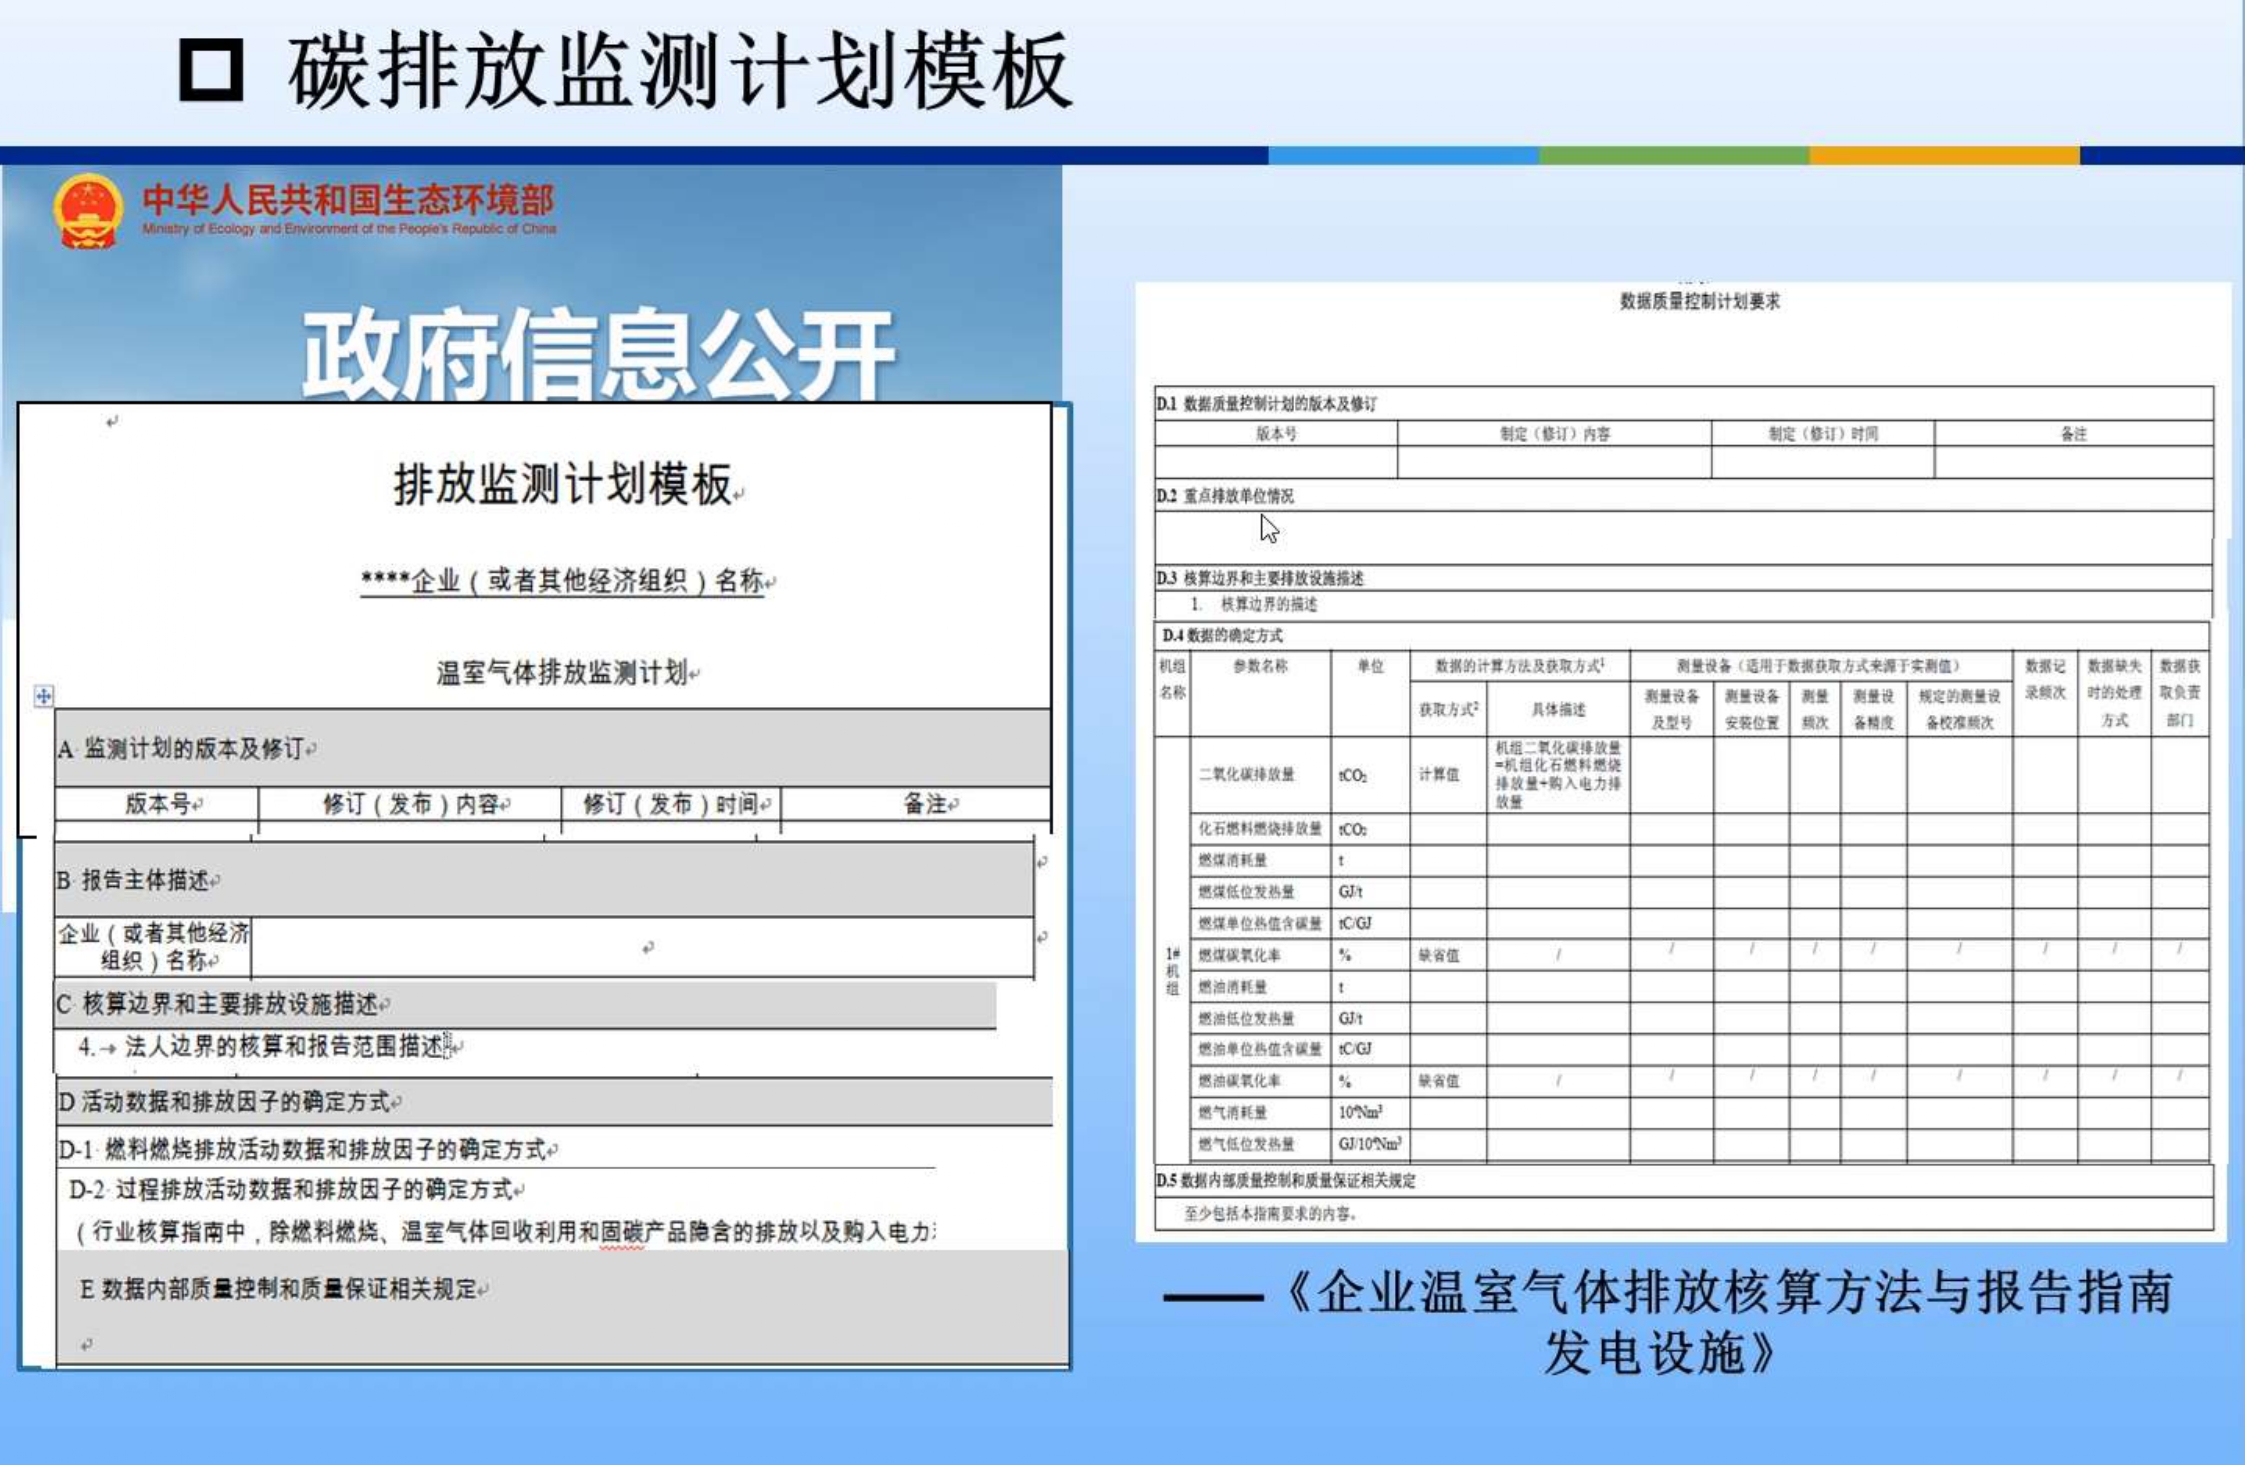 碳排放监测计划模板
中华人民共和国生态环境部
Ministry of Ecology and Environment of the People's Republic of China
政府信息公开
排放监测计划模板
****企业（或者其他经济组织）名称
温室气体排放监测计划
A 监测计划的版本及修订
版本号 修订（发布）内容 修订（发布）时间 备注
B 报告主体描述
企业（或者其他经济
组织）名称
C 核算边界和主要排放设施描述
4.→ 法人边界的核算和报告范围描述
D 活动数据和排放因子的确定方式
D-1 燃料燃烧排放活动数据和排放因子的确定方式
D-2 过程排放活动数据和排放因子的确定方式
（行业核算指南中，除燃料燃烧、温室气体回收利用和固碳产品隐含的排放以及购入电力
E 数据内部质量控制和质量保证相关规定
数据质量控制计划要求
D.1 数据质量控制计划的版本及修订
版本号 制定（修订）内容 制定（修订）时间 备注
D.2 重点排放单位情况
D.3 核算边界和主要排放设施描述
1. 核算边界的描述
D.4 数据的确定方式
机组
名称
参数名称
单位
数据的计算方法及获取方式1
获取方式2
具体描述
测量设备（适用于数据获取方式来源于实测值）
测量设备
及型号
测量设备
安装位置
测量
频次
测量设
备精度
规定的测量设
备校准频次
数据记
录频次
数据缺失
时的处理
方式
数据获
取负责
部门
1#
机
组
二氧化碳排放量 tCO₂ 计算值
机组二氧化碳排放量
=机组化石燃料燃烧
排放量+购入电力排
放量
化石燃料燃烧排放量 tCO₂
燃煤消耗量 t
燃煤低位发热量 GJ/t
燃煤单位热值含碳量 tC/GJ
燃煤碳氧化率 % 缺省值 / / / / / / / / /
燃油消耗量 t
燃油低位发热量 GJ/t
燃油单位热值含碳量 tC/GJ
燃油碳氧化率 % 缺省值 / / / / / / / / /
燃气消耗量 10⁴Nm³
燃气低位发热量 GJ/10⁴Nm³
D.5 数据内部质量控制和质量保证相关规定
至少包括本指南要求的内容。
——《企业温室气体排放核算方法与报告指南
发电设施》